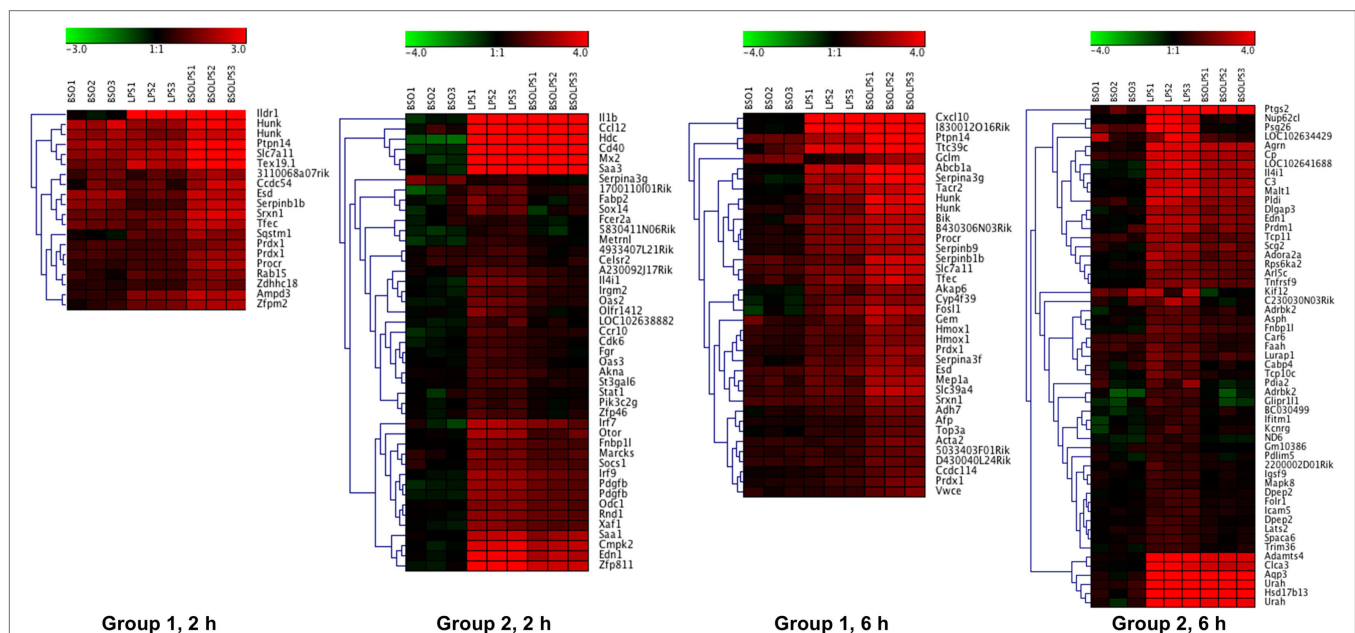 -3.0 1:1 3.0
BSO1 BSO2 BSO3 LPS1 LPS2 LPS3 BSOLPS1 BSOLPS2 BSOLPS3
Ildr1
Hunk
Hunk
Ptpn14
Slc7a11
Tex19.1
3110068a07rik
Ccdc54
Esd
Serpinb1b
Srxn1
Tfec
Sqstm1
Prdx1
Prdx1
Procr
Rab15
Zdhhc18
Ampd3
Zfpm2
Group 1, 2 h
-4.0 1:1 4.0
BSO1 BSO2 BSO3 LPS1 LPS2 LPS3 BSOLPS1 BSOLPS2 BSOLPS3
Il1b
Ccl12
Hdc
Cd40
Mx2
Saa3
Serpina3g
1700110I01Rik
Fabp2
Sox14
Fcer2a
5830411N06Rik
Metrnl
4933407L21Rik
Celsr2
A230092J17Rik
Il4i1
Irgm2
Oas2
Olfr1412
LOC102638882
Ccr10
Cdk6
Fgr
Oas3
Akna
St3gal6
Stat1
Pik3c2g
Zfp46
Irf7
Otor
Fnbp1l
Marcks
Socs1
Irf9
Pdgfb
Pdgfb
Odc1
Rnd1
Xaf1
Saa1
Cmpk2
Edn1
Zfp811
Group 2, 2 h
-4.0 1:1 4.0
BSO1 BSO2 BSO3 LPS1 LPS2 LPS3 BSOLPS1 BSOLPS2 BSOLPS3
Cxcl10
I830012O16Rik
Ptpn14
Ttc39c
Gclm
Abcb1a
Serpina3g
Tacr2
Hunk
Hunk
Bik
B430306N03Rik
Procr
Serpinb9
Serpinb1b
Slc7a11
Tfec
Akap6
Cyp4f39
Fosl1
Gem
Hmox1
Hmox1
Prdx1
Serpina3f
Esd
Mep1a
Slc39a4
Srxn1
Adh7
Afp
Top3a
Acta2
5033403F01Rik
D430040L24Rik
Ccdc114
Prdx1
Vwce
Group 1, 6 h
-4.0 1:1 4.0
BSO1 BSO2 BSO3 LPS1 LPS2 LPS3 BSOLPS1 BSOLPS2 BSOLPS3
Ptgs2
Nup62cl
Psg26
LOC102634429
Agrn
Cp
LOC102641688
Il4i1
C3
Malt1
Pldi
Dlgap3
Edn1
Prdm1
Tcp11
Scg2
Adora2a
Rps6ka2
Arl5c
Tnfrsf9
Kif12
C230030N03Rik
Adrbk2
Asph
Fnbp1l
Car6
Faah
Lurap1
Cabp4
Tcp10c
Pdia2
Adrbk2
Glipr1l1
BC030499
Ifitm1
Kcnrg
ND6
Gm10386
Pdlim5
2200002D01Rik
Igsf9
Mapk8
Dpep2
Folr1
Icam5
Dpep2
Lats2
Spaca6
Trim36
Adamts4
Clca3
Aqp3
Urah
Hsd17b13
Urah
Group 2, 6 h